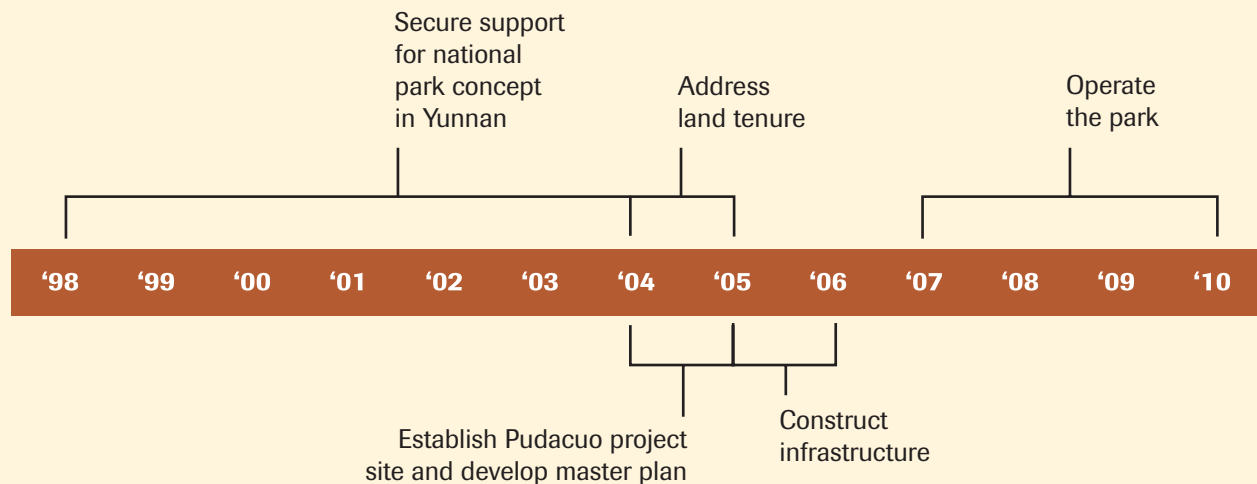 Secure support
for national
park concept
in Yunnan
Address
land tenure
Operate
the park
‘98 ‘99 ‘00 ‘01 ‘02 ‘03 ‘04 ‘05 ‘06 ‘07 ‘08 ‘09 ‘10
Establish Pudacuo project
site and develop master plan
Construct
infrastructure